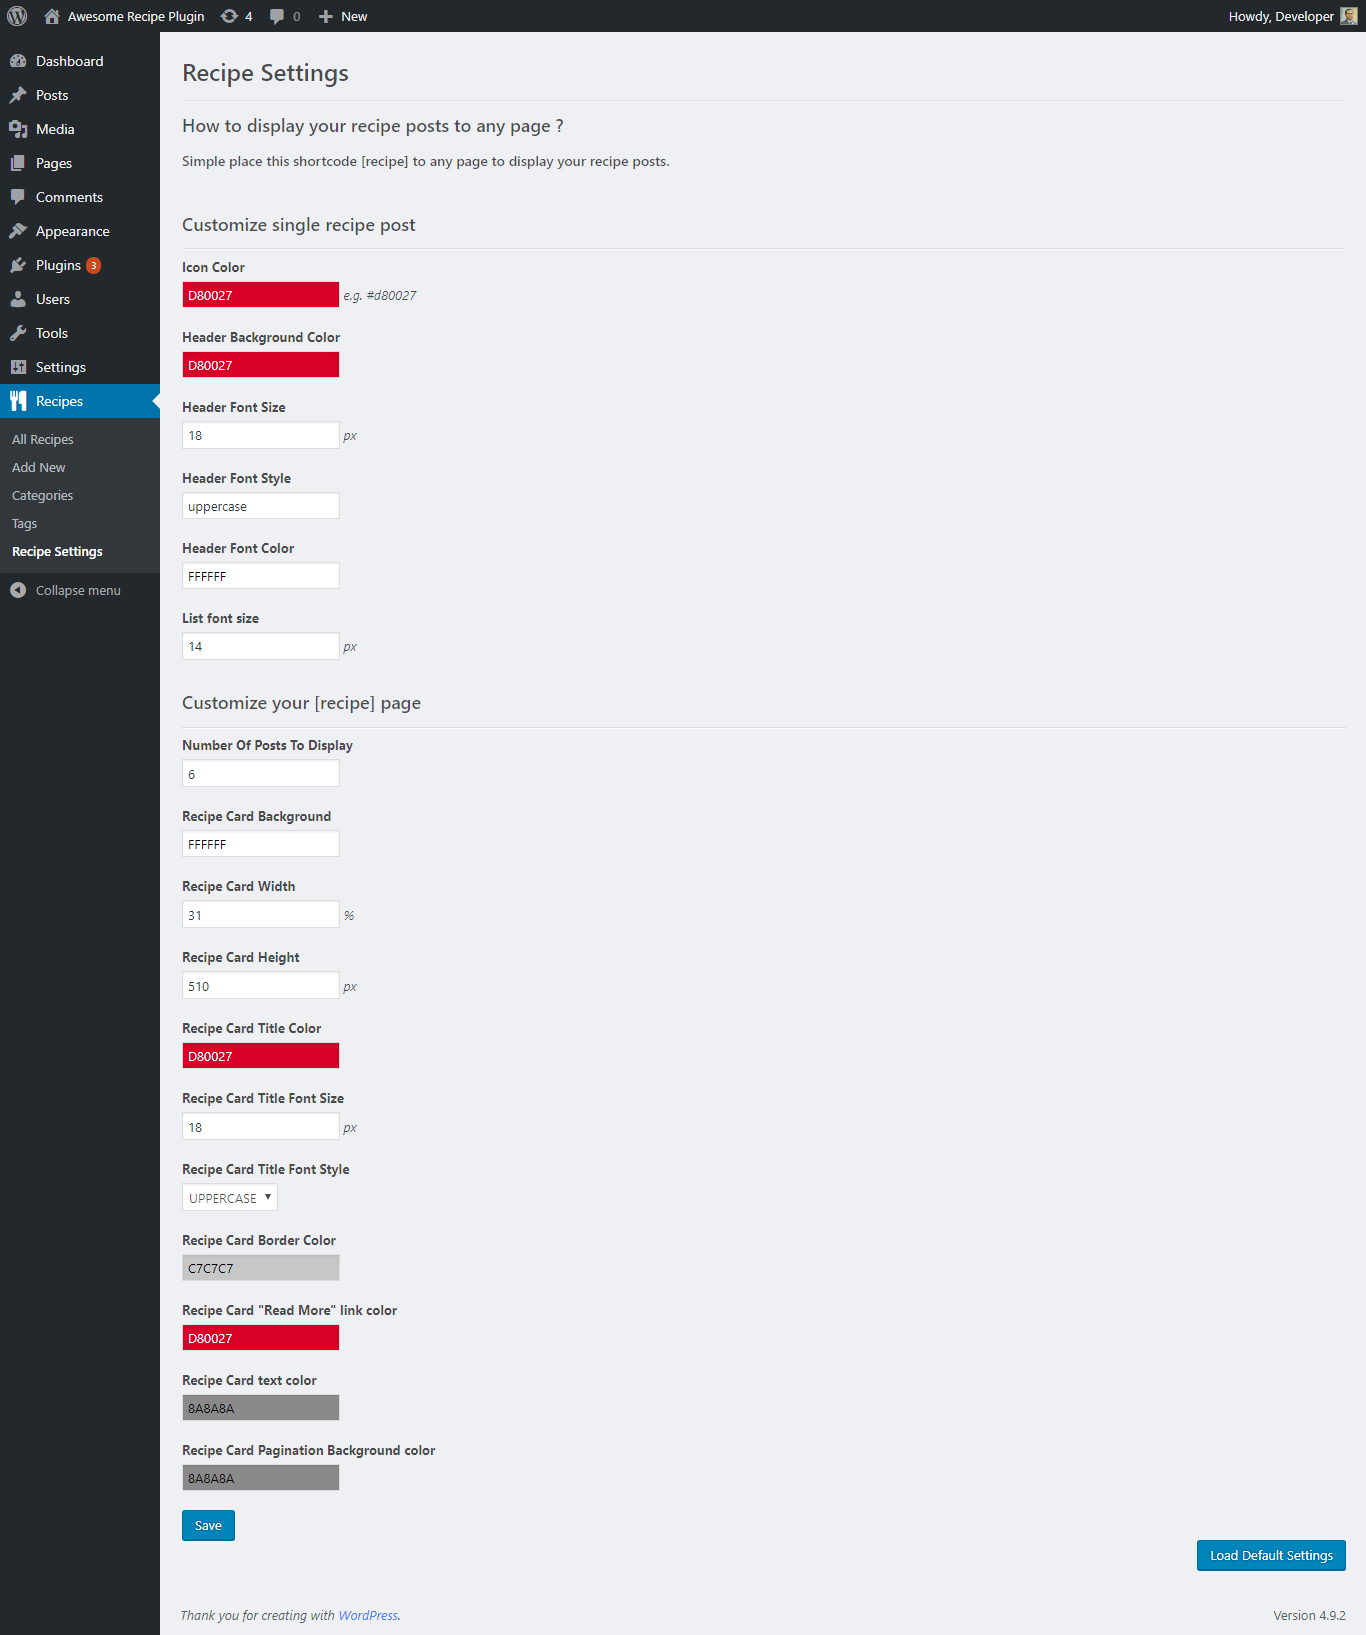 Awesome Recipe Plugin 4 0 New Howdy, Developer
Dashboard
Posts
Media
Pages
Comments
Appearance
Plugins 3
Users
Tools
Settings
Recipes
All Recipes
Add New
Categories
Tags
Recipe Settings
Collapse menu
Recipe Settings
How to display your recipe posts to any page ?
Simple place this shortcode [recipe] to any page to display your recipe posts.
Customize single recipe post
Icon Color
D80027 e.g. #d80027
Header Background Color
D80027
Header Font Size
18 px
Header Font Style
uppercase
Header Font Color
FFFFFF
List font size
14 px
Customize your [recipe] page
Number Of Posts To Display
6
Recipe Card Background
FFFFFF
Recipe Card Width
31 %
Recipe Card Height
510 px
Recipe Card Title Color
D80027
Recipe Card Title Font Size
18 px
Recipe Card Title Font Style
UPPERCASE
Recipe Card Border Color
C7C7C7
Recipe Card "Read More" link color
D80027
Recipe Card text color
8A8A8A
Recipe Card Pagination Background color
8A8A8A
Save
Load Default Settings
Thank you for creating with WordPress. Version 4.9.2